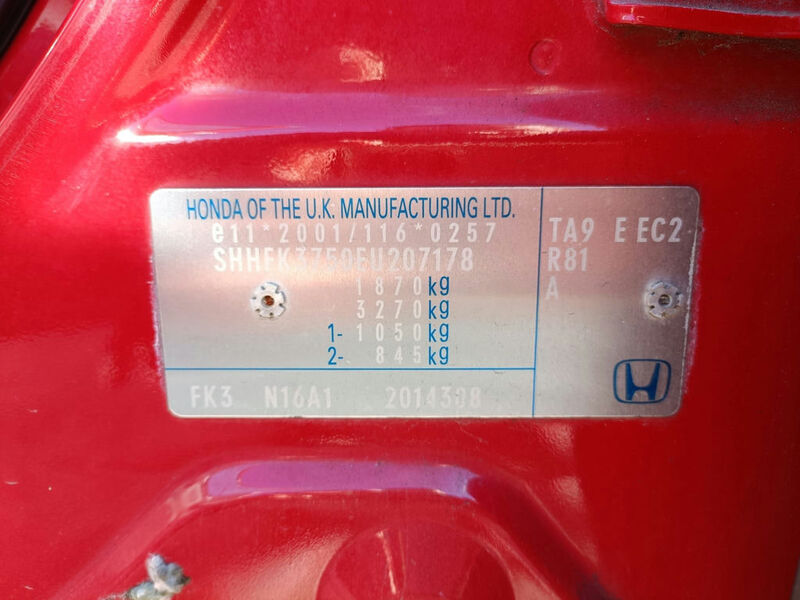 HONDA OF THE U.K. MANUFACTURING LTD.
e11*2001/116*0257
TA9 E EC2
SHHFK3750EU207178
R81
1870kg
A
3270kg
1- 1050kg
2- 845kg
FK3 N16A1 2014308